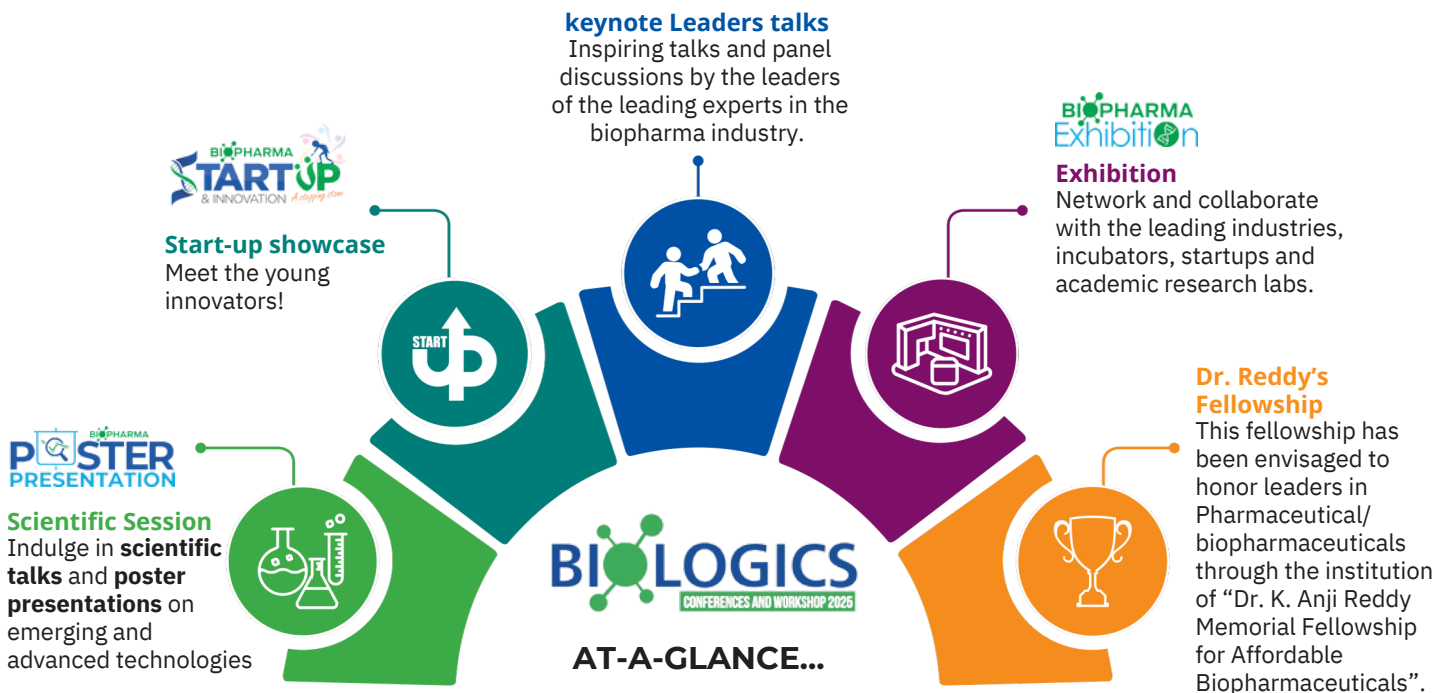 keynote Leaders talks
Inspiring talks and panel
discussions by the leaders
of the leading experts in the
biopharma industry.
BIOPHARMA
STARTUP
& INNOVATION A stepping stone
Start-up showcase
Meet the young
innovators!
START
UP
BIOPHARMA
Exhibition
Exhibition
Network and collaborate
with the leading industries,
incubators, startups and
academic research labs.
BIOPHARMA
POSTER
PRESENTATION
Scientific Session
Indulge in scientific
talks and poster
presentations on
emerging and
advanced technologies
Dr. Reddy’s
Fellowship
This fellowship has
been envisaged to
honor leaders in
Pharmaceutical/
biopharmaceuticals
through the institution
of “Dr. K. Anji Reddy
Memorial Fellowship
for Affordable
Biopharmaceuticals”.
BIOLOGICS
CONFERENCES AND WORKSHOP 2025
AT-A-GLANCE...